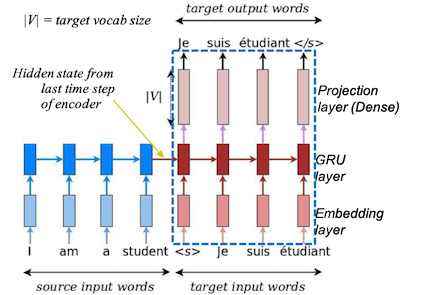 |V| = target vocab size
target output words
Je suis étudiant </s>
Hidden state from
last time step
of encoder
|V|
Projection
layer (Dense)
GRU
layer
Embedding
layer
I am a student <s> Je suis étudiant
source input words
target input words